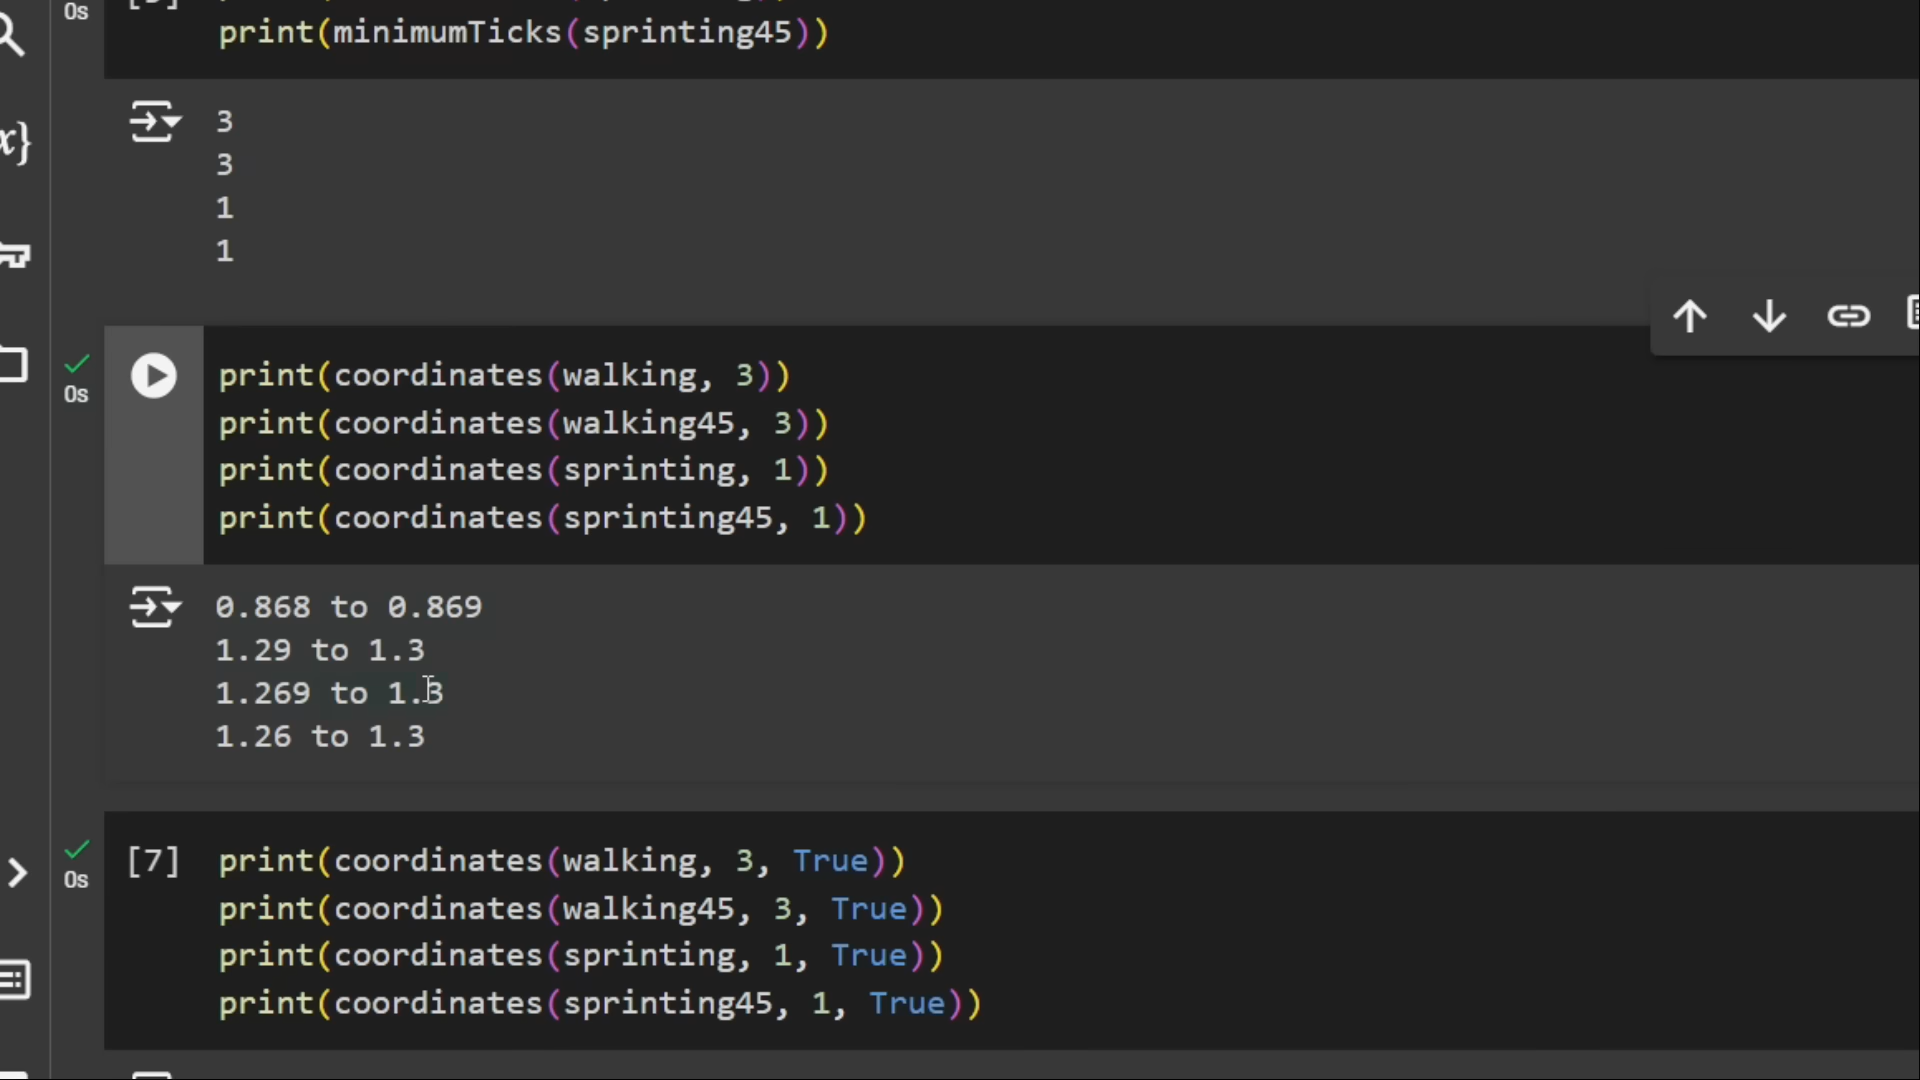 0s
print(minimumTicks(sprinting45))
3
3
1
1
0s
print(coordinates(walking, 3))
print(coordinates(walking45, 3))
print(coordinates(sprinting, 1))
print(coordinates(sprinting45, 1))
0.868 to 0.869
1.29 to 1.3
1.269 to 1.3
1.26 to 1.3
0s
[7]
print(coordinates(walking, 3, True))
print(coordinates(walking45, 3, True))
print(coordinates(sprinting, 1, True))
print(coordinates(sprinting45, 1, True))